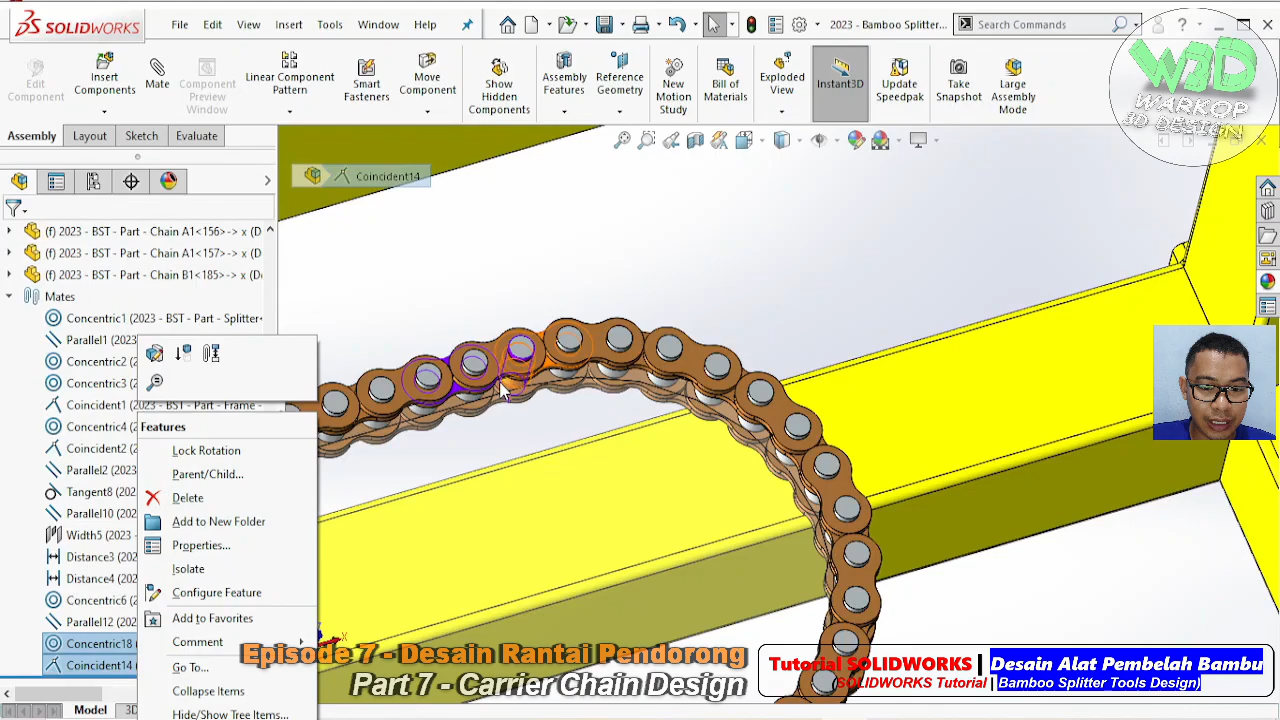 SOLIDWORKS
File
Edit
View
Insert
Tools
Window
Help
2023 - Bamboo Splitter...
Search Commands
Edit
Component
Insert
Components
Mate
Component
Preview
Window
Linear Component
Pattern
Smart
Fasteners
Move
Component
Show
Hidden
Components
Assembly
Features
Reference
Geometry
New
Motion
Study
Bill of
Materials
Exploded
View
Instant3D
Update
Speedpak
Take
Snapshot
Large
Assembly
Mode
W3D
WARKOP
3D DESIGN
Assembly
Layout
Sketch
Evaluate
Coincident14
(f) 2023 - BST - Part - Chain A1<156>-> x (D
(f) 2023 - BST - Part - Chain A1<157>-> x (D
(f) 2023 - BST - Part - Chain B1<185>-> x (D
Mates
Concentric1 (2023 - BST - Part - Splitter-
Parallel1 (2023
Concentric2
Concentric3
Coincident1 (2023 - BST - Part - Frame -
Concentric4
Coincident2
Parallel2 (202
Tangent8 (202
Parallel10 (202
Width5 (2023 -
Distance3 (202
Distance4 (202
Concentric6
Parallel12 (202
Concentric18
Coincident14
Features
Lock Rotation
Parent/Child...
Delete
Add to New Folder
Properties...
Isolate
Configure Feature
Add to Favorites
Comment
Go To...
Collapse Items
Hide/Show Tree Items...
X
Model
Episode 7 - Desain Rantai Pendorong
Part 7 - Carrier Chain Design
Tutorial SOLIDWORKS | Desain Alat Pembelah Bambu
SOLIDWORKS Tutorial | Bamboo Splitter Tools Design)